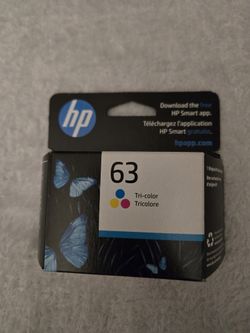 hp
Download the free
HP Smart app.
Téléchargez l'application
HP Smart gratuite.
hpapp.com
63
Tri-color
Tricolore